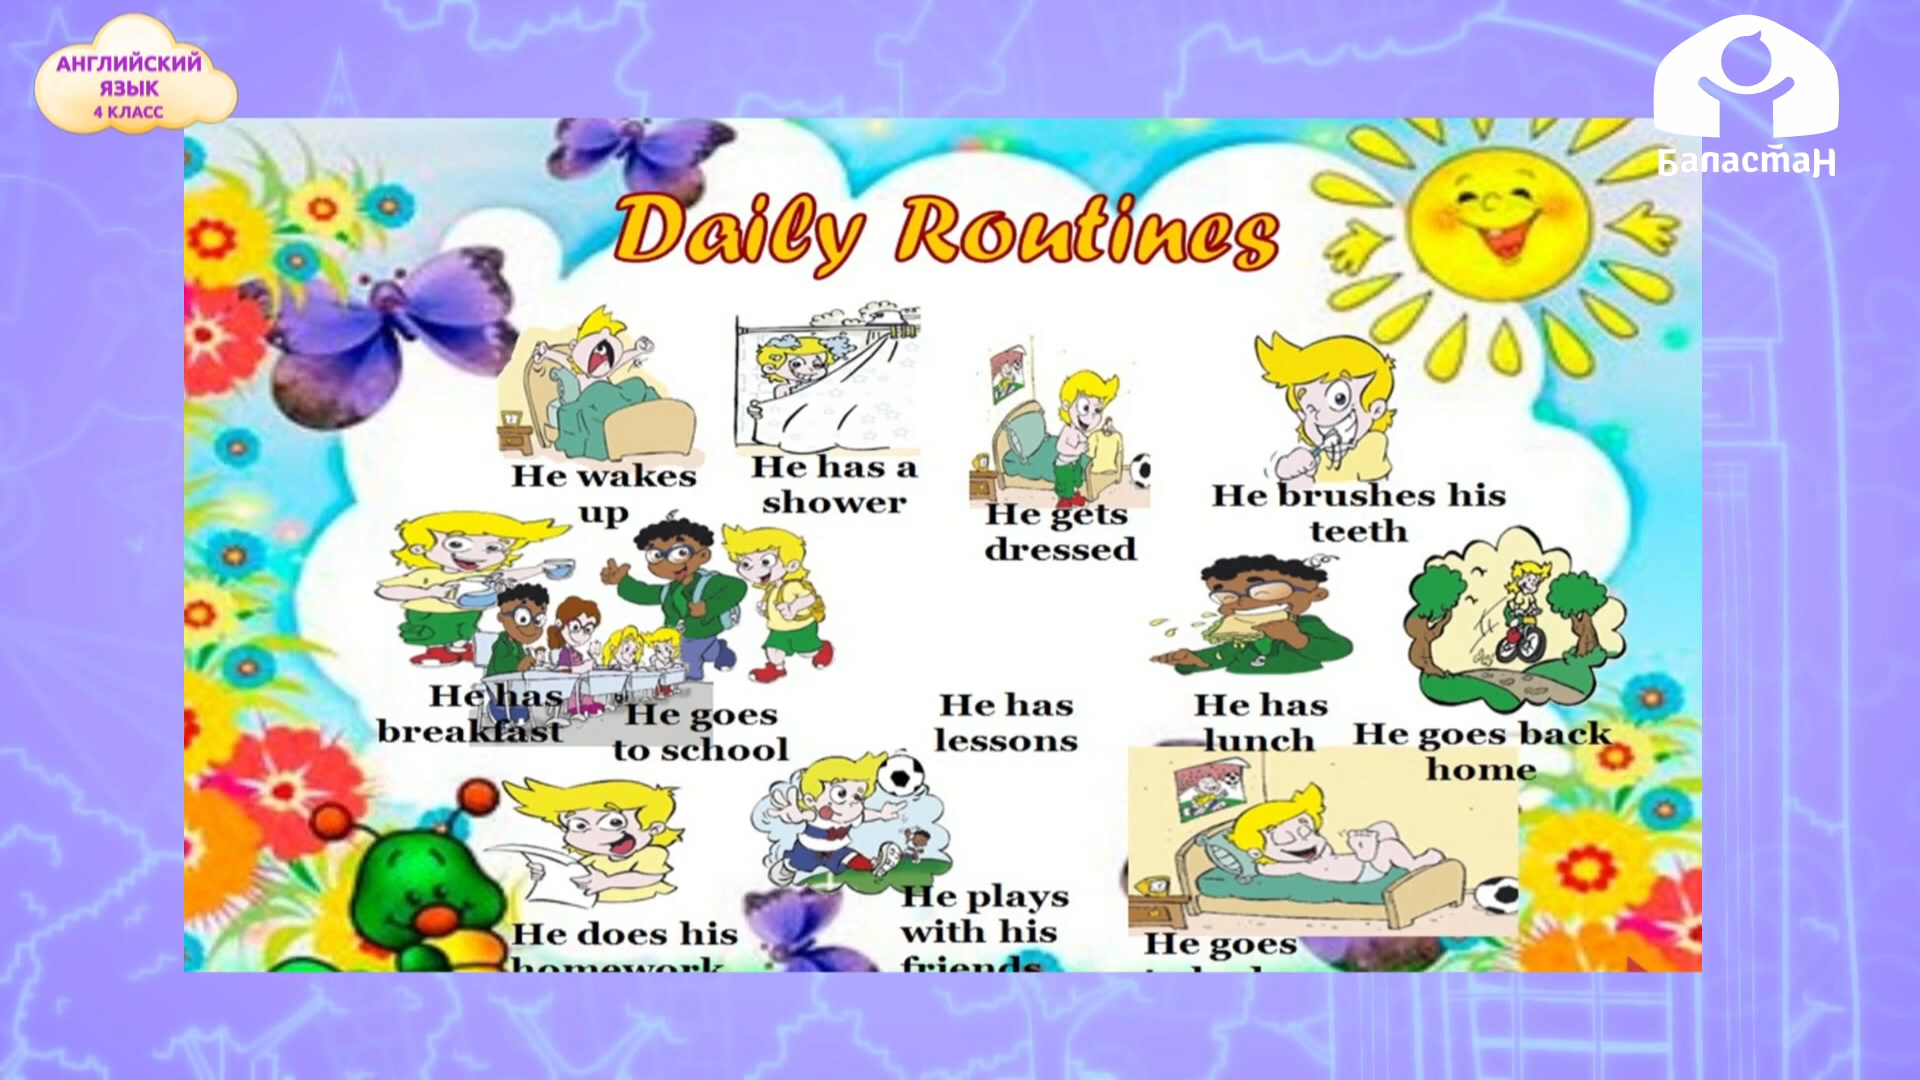 АНГЛИЙСКИЙ
ЯЗЫК
4 КЛАСС
Баластан
Daily Routines
He wakes
up
He has a
shower
He gets
dressed
He brushes his
teeth
He has
breakfast
He goes
to school
He has
lessons
He has
lunch
He goes back
home
He does his
homework
He plays
with his
friends
He goes